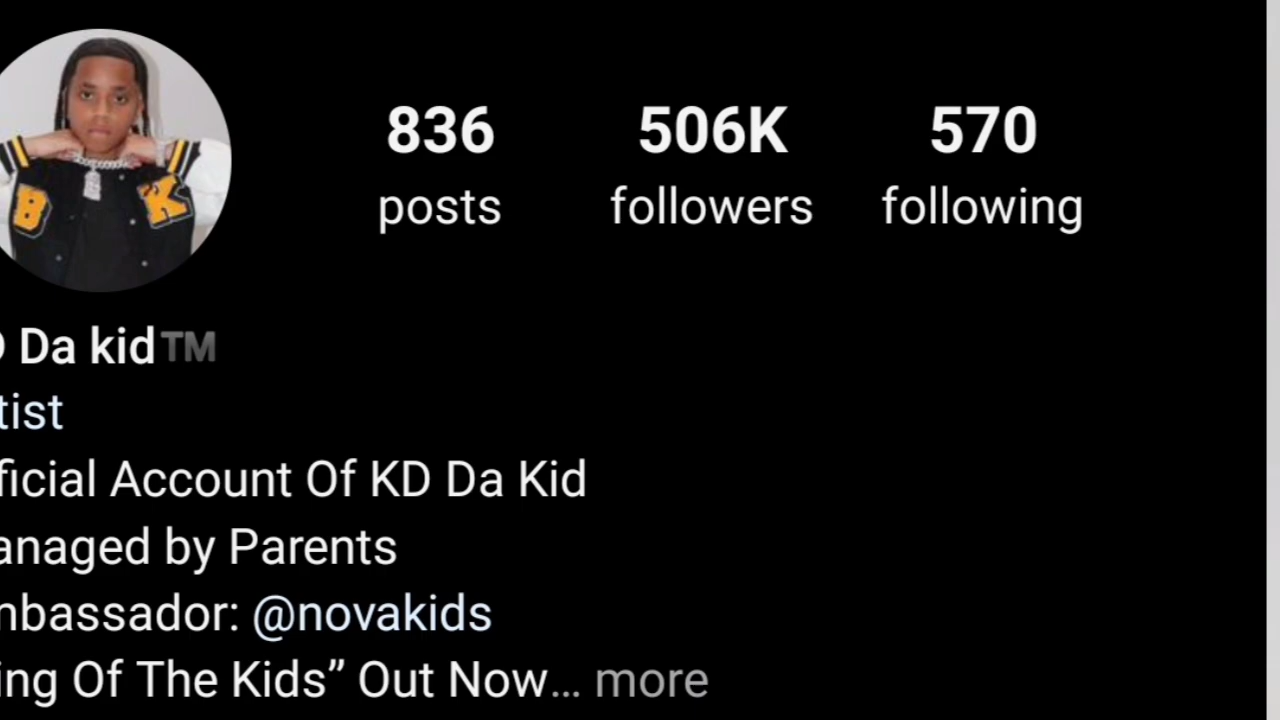 836 506K 570
posts followers following
B K
Da kid™
tist
ficial Account Of KD Da Kid
anaged by Parents
mbassador: @novakids
ing Of The Kids” Out Now... more